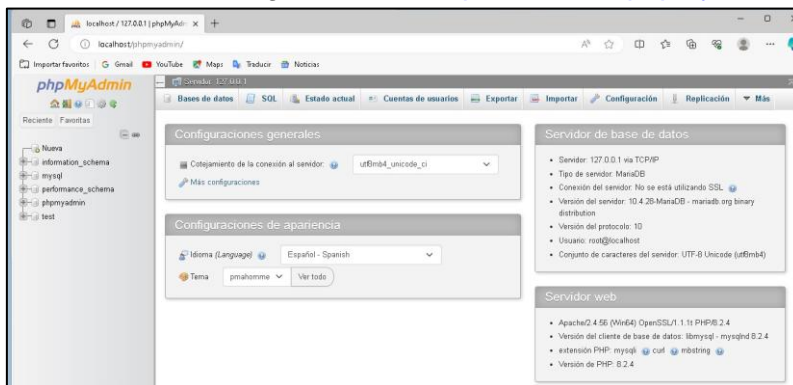 localhost / 127.0.0.1 | phpMyAdm
localhost/phpmyadmin/
Importar favoritos Gmail YouTube Maps Traducir Noticias
phpMyAdmin
Reciente Favoritas
Nueva
information_schema
mysql
performance_schema
phpmyadmin
test
Servidor: 127.0.0.1
Bases de datos SQL Estado actual Cuentas de usuarios Exportar Importar Configuración Replicación Más
Configuraciones generales
Cotejamiento de la conexión al servidor: utf8mb4_unicode_ci
Más configuraciones
Configuraciones de apariencia
Idioma (Language) Español - Spanish
Tema pmahomme Ver todo
Servidor de base de datos
• Servidor: 127.0.0.1 via TCP/IP
• Tipo de servidor: MariaDB
• Conexión del servidor: No se está utilizando SSL
• Versión del servidor: 10.4.28-MariaDB - mariadb.org binary
distribution
• Versión del protocolo: 10
• Usuario: root@localhost
• Conjunto de caracteres del servidor: UTF-8 Unicode (utf8mb4)
Servidor web
• Apache/2.4.56 (Win64) OpenSSL/1.1.1t PHP/8.2.4
• Versión del cliente de base de datos: libmysql - mysqlnd 8.2.4
• extensión PHP: mysqli curl mbstring
• Versión de PHP: 8.2.4